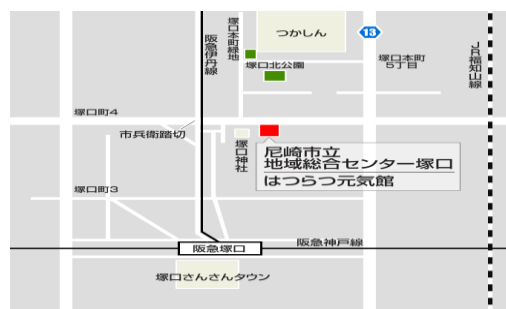 つかしん
13
阪急伊丹線
塚口本町緑地
塚口北公園
塚口本町
5丁目
JR福知山線
塚口町4
市兵衛踏切
塚口神社
尼崎市立
地域総合センター塚口
はつらつ元気館
塚口町3
阪急塚口
阪急神戸線
塚口さんさんタウン